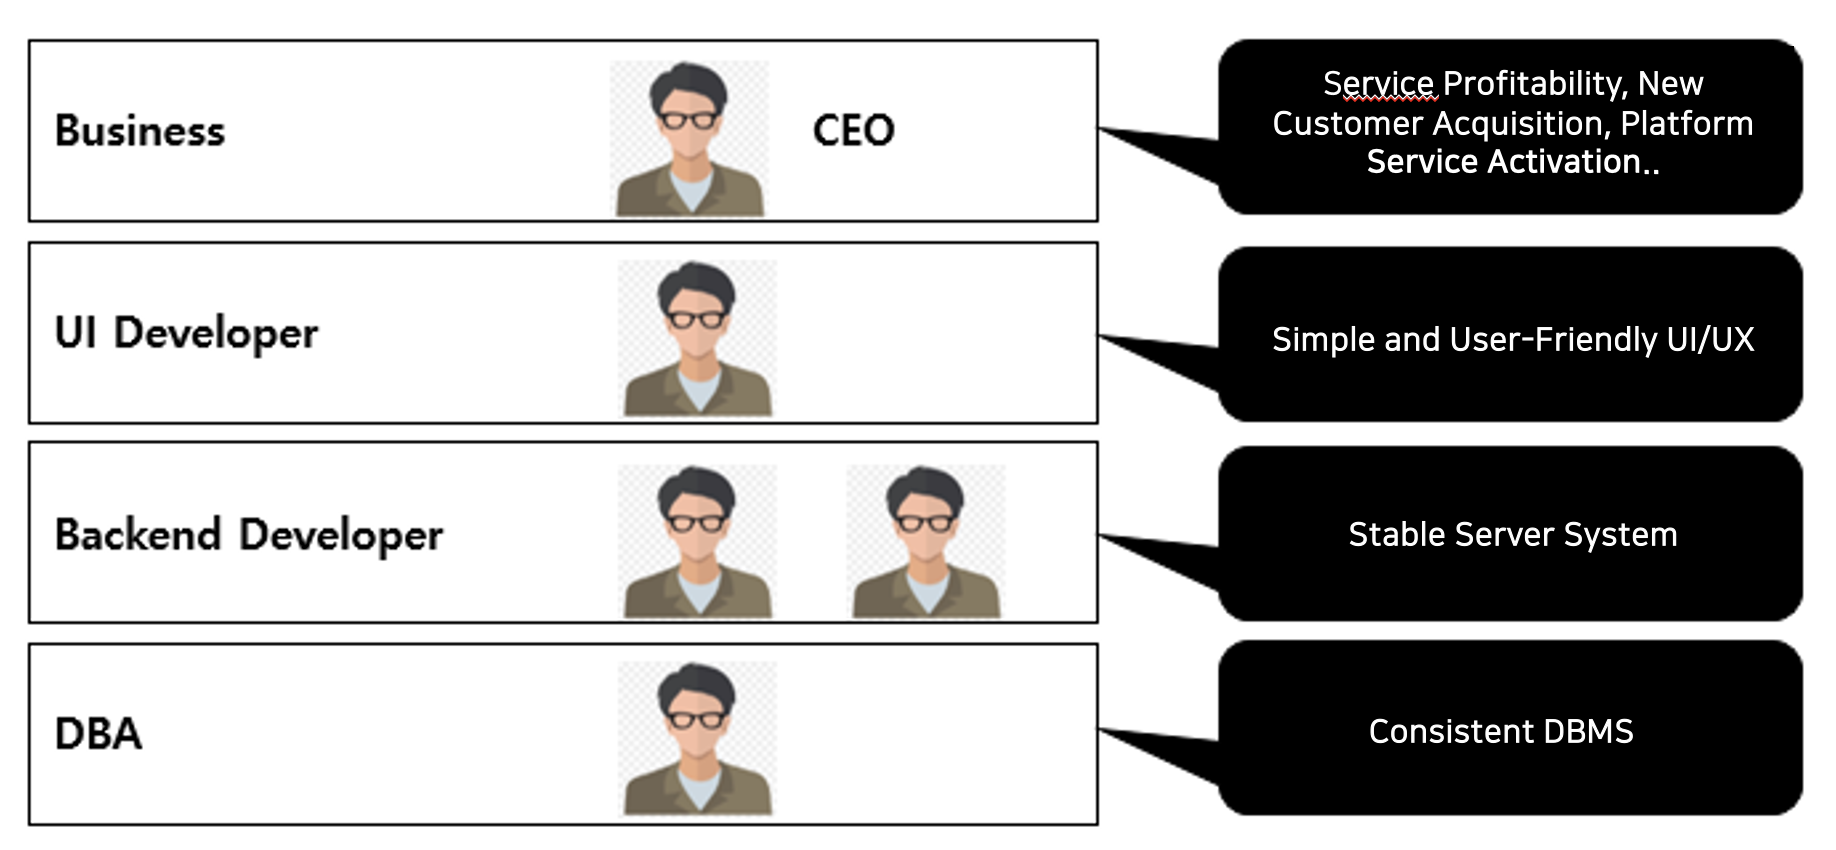 Business
CEO
Service Profitability, New
Customer Acquisition, Platform
Service Activation..
UI Developer
Simple and User-Friendly UI/UX
Backend Developer
Stable Server System
DBA
Consistent DBMS